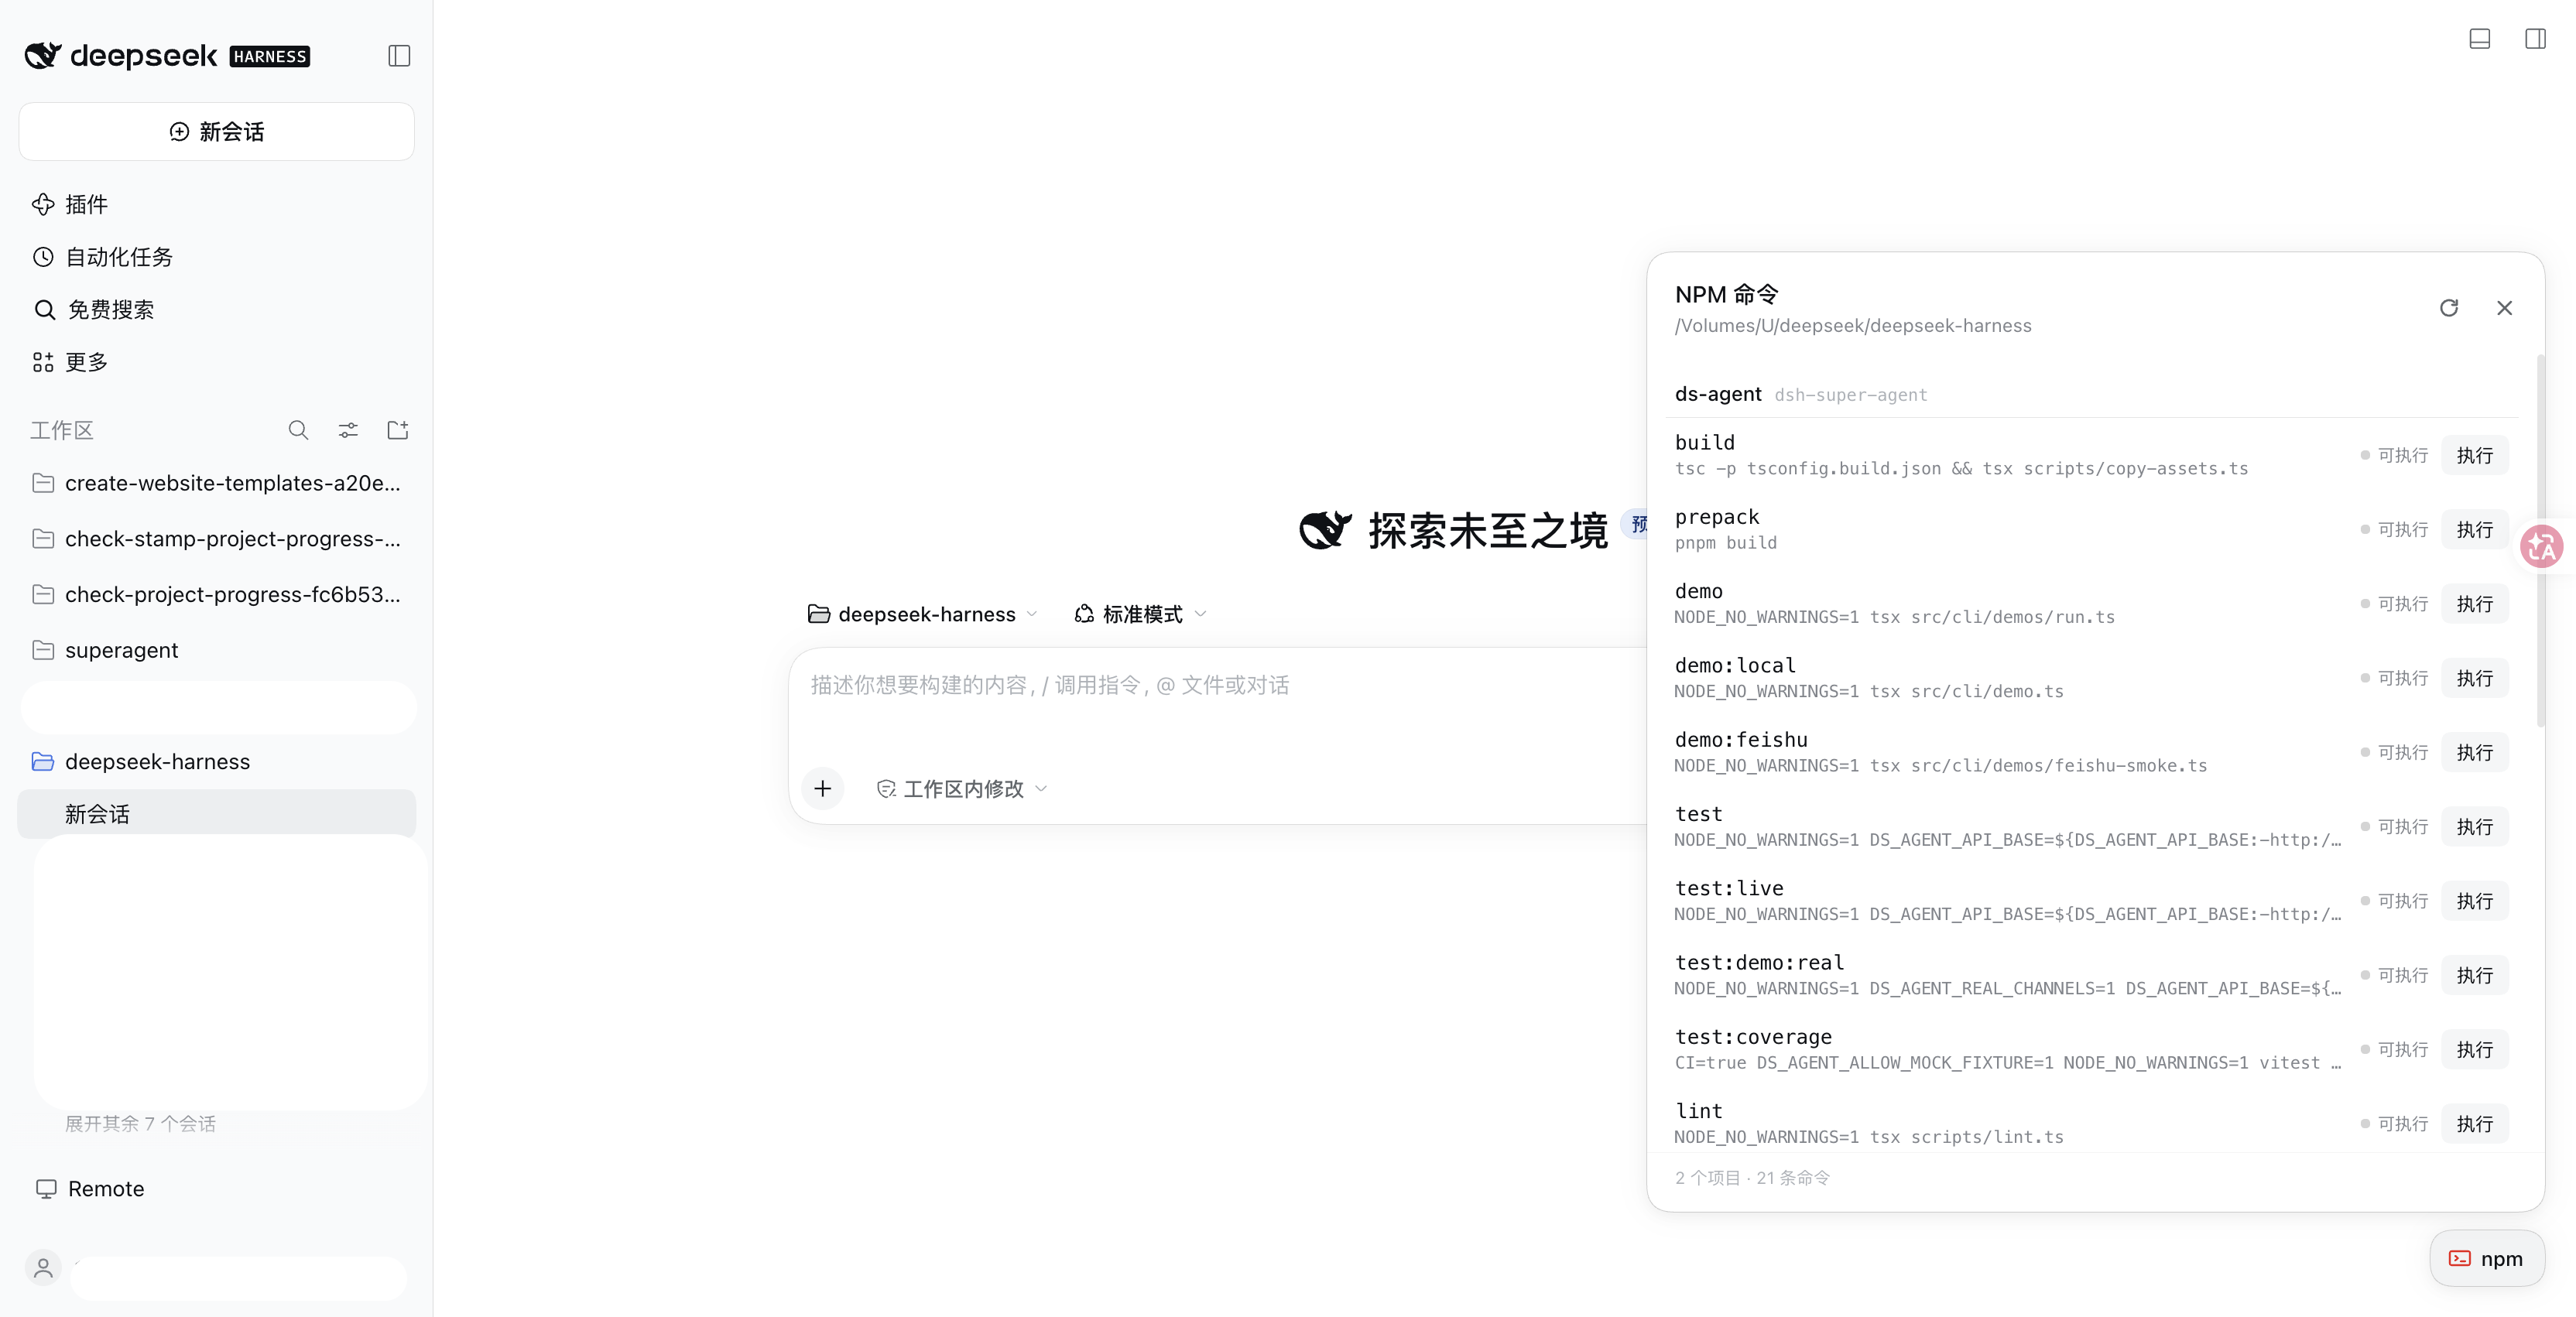 deepseek HARNESS
新会话
插件
自动化任务
免费搜索
更多
工作区
create-website-templates-a20e...
check-stamp-project-progress-...
check-project-progress-fc6b53...
superagent
deepseek-harness
新会话
展开其余 7 个会话
Remote
探索未至之境 预
deepseek-harness 标准模式
描述你想要构建的内容, / 调用指令, @ 文件或对话
工作区内修改
NPM 命令
/Volumes/U/deepseek/deepseek-harness
ds-agent dsh-super-agent
build
tsc -p tsconfig.build.json && tsx scripts/copy-assets.ts
可执行 执行
prepack
pnpm build
可执行 执行
demo
NODE_NO_WARNINGS=1 tsx src/cli/demos/run.ts
可执行 执行
demo:local
NODE_NO_WARNINGS=1 tsx src/cli/demo.ts
可执行 执行
demo:feishu
NODE_NO_WARNINGS=1 tsx src/cli/demos/feishu-smoke.ts
可执行 执行
test
NODE_NO_WARNINGS=1 DS_AGENT_API_BASE=${DS_AGENT_API_BASE:-http:/…
可执行 执行
test:live
NODE_NO_WARNINGS=1 DS_AGENT_API_BASE=${DS_AGENT_API_BASE:-http:/…
可执行 执行
test:demo:real
NODE_NO_WARNINGS=1 DS_AGENT_REAL_CHANNELS=1 DS_AGENT_API_BASE=${…
可执行 执行
test:coverage
CI=true DS_AGENT_ALLOW_MOCK_FIXTURE=1 NODE_NO_WARNINGS=1 vitest …
可执行 执行
lint
NODE_NO_WARNINGS=1 tsx scripts/lint.ts
可执行 执行
2 个项目 · 21 条命令
npm